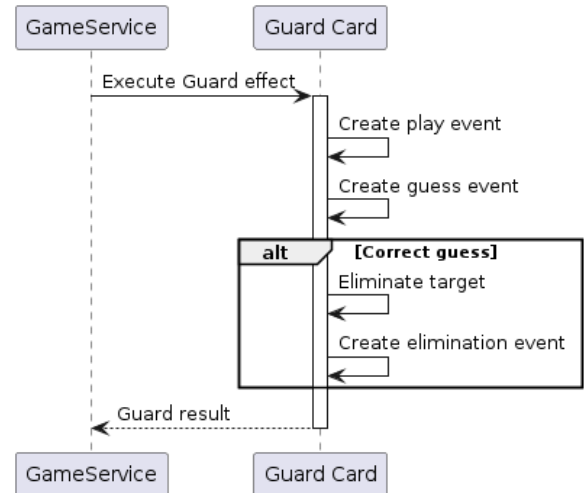 GameService
Guard Card
Execute Guard effect
Create play event
Create guess event
alt
[Correct guess]
Eliminate target
Create elimination event
Guard result
GameService
Guard Card